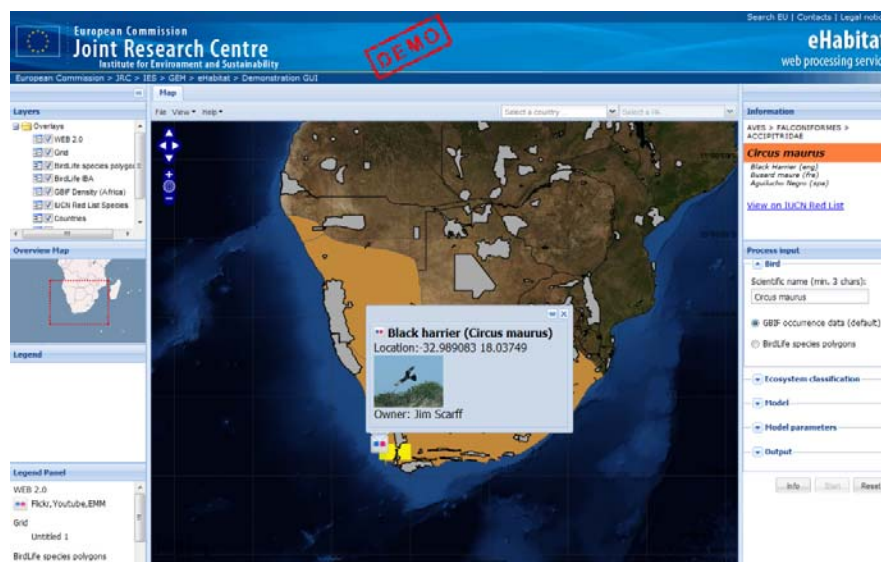 Search EU | Contacts | Legal notic
European Commission
Joint Research Centre
Institute for Environment and Sustainability
DEMO
eHabitat
web processing servic
European Commission > JRC > IES > GEM > eHabitat > Demonstration GUI
Layers
Overlays
WEB 2.0
Grid
BirdLife species polygon
BirdLife IBA
GBIF Density (Africa)
IUCN Red List Species
Countries
Overview Map
Legend
Legend Panel
WEB 2.0
Flickr,Youtube,EMM
Grid
Untitled 1
BirdLife species polygons
Map
File View Help
Select a country ...
Select a PA
Black harrier (Circus maurus)
Location:-32.989083 18.03749
Owner: Jim Scarff
Information
AVES > FALCONIFORMES >
ACCIPITRIDAE
Circus maurus
Black Harrier (eng)
Busard maure (fre)
Aguilucho Negro (spa)
View on IUCN Red List
Process input
Bird
Scientific name (min. 3 chars):
Circus maurus
GBIF occurrence data (default)
BirdLife species polygons
Ecosystem classification
Model
Model parameters
Output
Info Start Reset